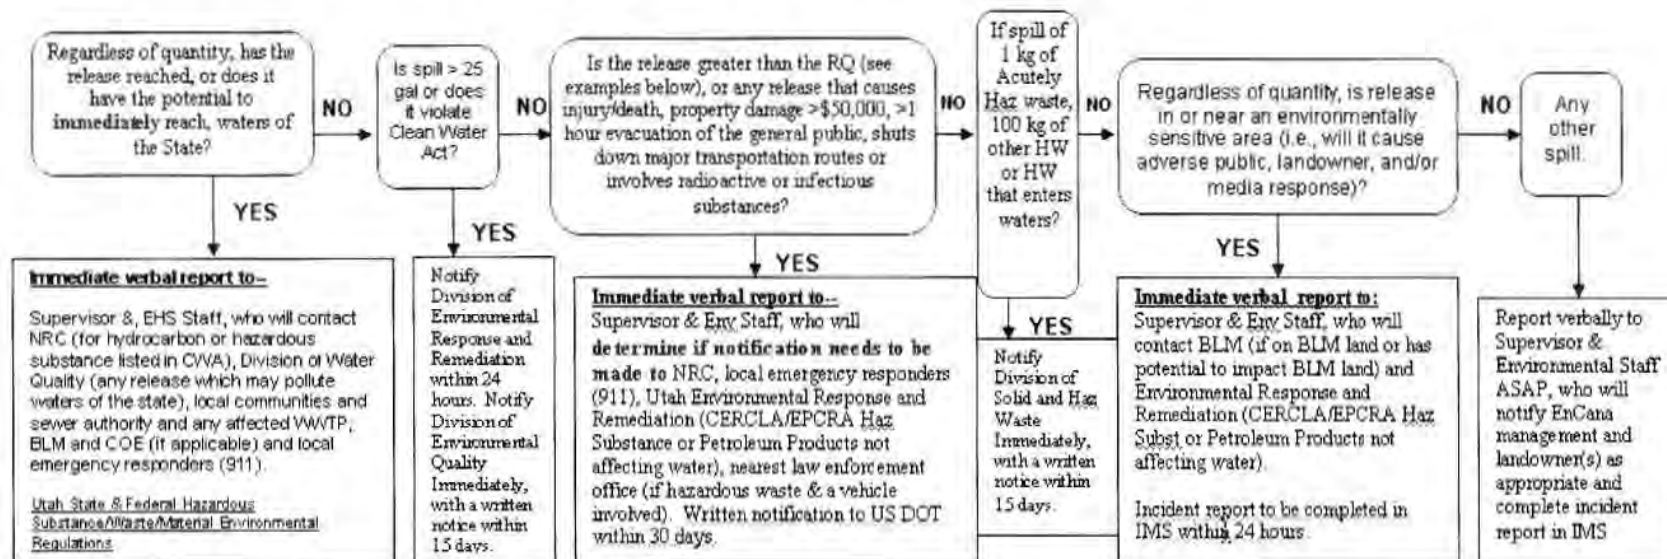 Regardless of quantity, has the
release reached, or does it
have the potential to
immediately reach, waters of
the State?
NO
YES
Is spill > 25
gal or does
it violate
Clean Water
Act?
NO
YES
Is the release greater than the RQ (see
examples below), or any release that causes
injury/death, property damage >$50,000, >1
hour evacuation of the general public, shuts
down major transportation routes or
involves radioactive or infectious
substances?
NO
YES
If spill of
1 kg of
Acutely
Haz waste,
100 kg of
other HW
or HW
that enters
waters?
NO
YES
Regardless of quantity, is release
in or near an environmentally
sensitive area (i.e., will it cause
adverse public, landowner, and/or
media response)?
NO
YES
Any
other
spill.
Immediate verbal report to--
Supervisor &, EHS Staff, who will contact
NRC (for hydrocarbon or hazardous
substance listed in CWA), Division of Water
Quality (any release which may pollute
waters of the state), local communities and
sewer authority and any affected WWTP,
BLM and COE (if applicable) and local
emergency responders (911).
Utah State & Federal Hazardous
Substance/Waste/Material Environmental
Regulations
Notify
Division of
Environmental
Response and
Remediation
within 24
hours. Notify
Division of
Environmental
Quality
Immediately,
with a written
notice within
15 days.
Immediate verbal report to--
Supervisor & Env Staff, who will
determine if notification needs to be
made to NRC, local emergency responders
(911), Utah Environmental Response and
Remediation (CERCLA/EPCRA Haz
Substance or Petroleum Products not
affecting water), nearest law enforcement
office (if hazardous waste & a vehicle
involved). Written notification to US DOT
within 30 days.
Notify
Division of
Solid and Haz
Waste
Immediately,
with a written
notice within
15 days.
Immediate verbal report to:
Supervisor & Env Staff, who will
contact BLM (if on BLM land or has
potential to impact BLM land) and
Environmental Response and
Remediation (CERCLA/EPCRA Haz
Subst or Petroleum Products not
affecting water).
Incident report to be completed in
IMS within 24 hours.
Report verbally to
Supervisor &
Environmental Staff
ASAP, who will
notify EnCana
management and
landowner(s) as
appropriate and
complete incident
report in IMS